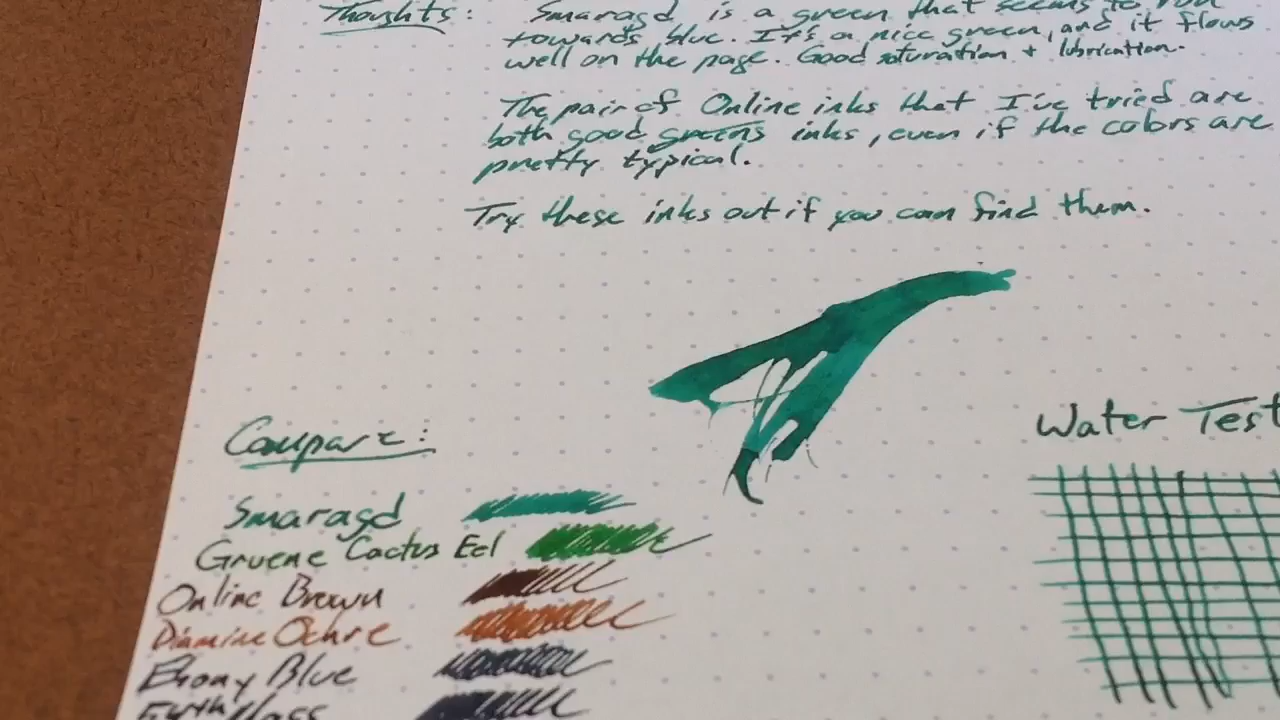 Thoughts: Smaragd is a green that seems to run
towards blue. It's a nice green, and it flows
well on the page. Good saturation + lubrication.
The pair of Online inks that I've tried are
both good greens inks, even if the colors are
pretty typical.
Try these inks out if you can find them.
Compare:
Water Test
Smaragd
Gruene Cactus Eel
Online Brown
Diamine Ochre
Ebony Blue